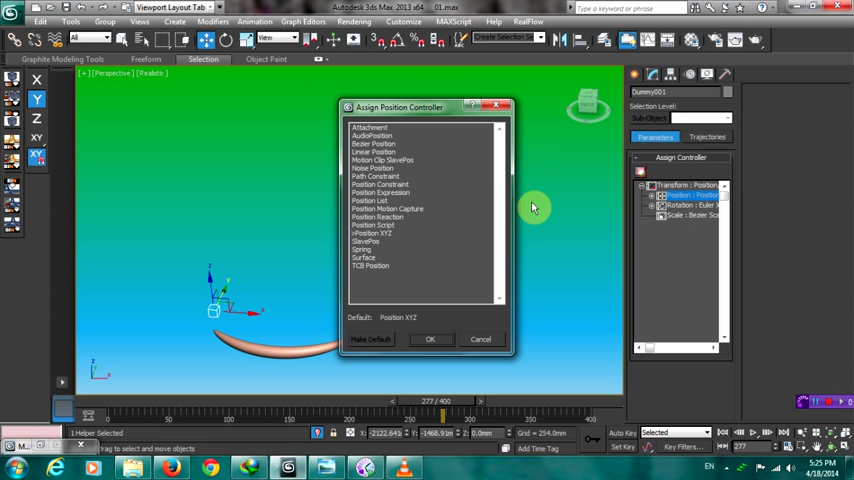 Viewport Layout Tab
Autodesk 3ds Max 2013 x64
01.max
Type a keyword or phrase
Edit Tools Group Views Create Modifiers Animation Graph Editors Rendering Customize MAXScript Help RealFlow
All
View
Create Selection Se
Graphite Modeling Tools Freeform Selection Object Paint
[+] [Perspective] [Realistic]
X
Y
Z
XY
XY
Assign Position Controller
Attachment
AudioPosition
Bezier Position
Linear Position
Motion Clip SlavePos
Noise Position
Path Constraint
Position Constraint
Position Expression
Position List
Position Motion Capture
Position Reaction
Position Script
>Position XYZ
SlavePos
Spring
Surface
TCB Position
Default: Position XYZ
Make Default OK Cancel
Dummy001
Selection Level:
Sub-Object
Parameters Trajectories
- Assign Controller
Transform : Position
Position : Position
Rotation : Euler X
Scale : Bezier Sca
z
y
x
z
y
x
< 277 / 400 >
0 50 100 150 200 250 300 350 400
1 Helper Selected
X: -2122.641m Y: -1468.91m Z: 0.0mm Grid = 254.0mm
Auto Key Selected
Set Key Key Filters... 277
M...
drag to select and move objects
Add Time Tag
EN
5:25 PM
4/18/2014